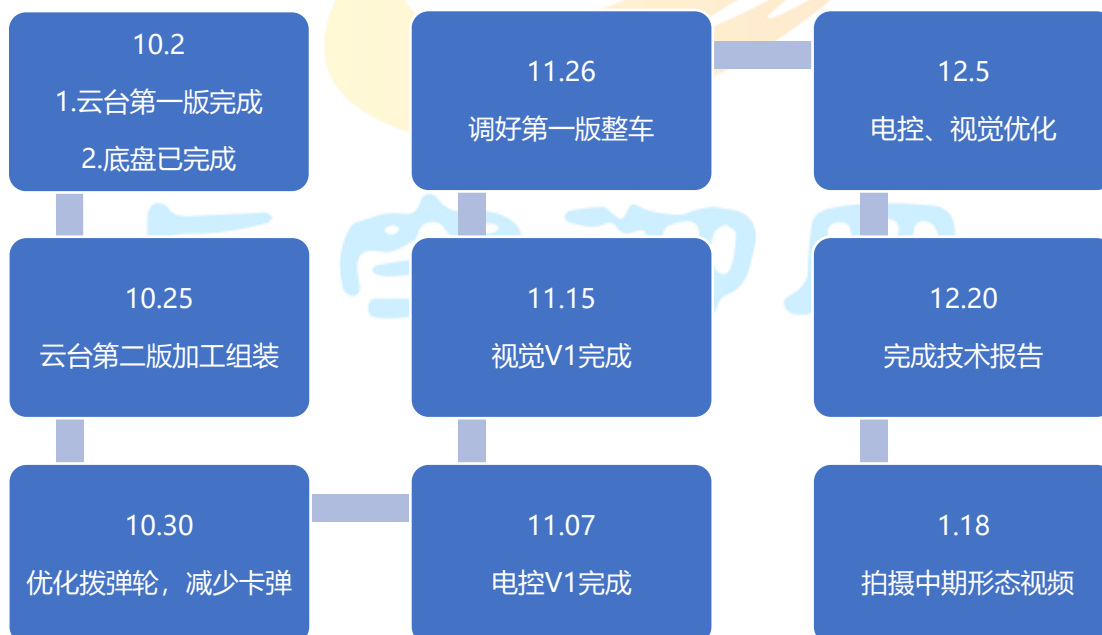 10.2
1.云台第一版完成
2.底盘已完成
10.25
云台第二版加工组装
10.30
优化拨弹轮，减少卡弹
11.07
电控V1完成
11.15
视觉V1完成
11.26
调好第一版整车
12.5
电控、视觉优化
12.20
完成技术报告
1.18
拍摄中期形态视频